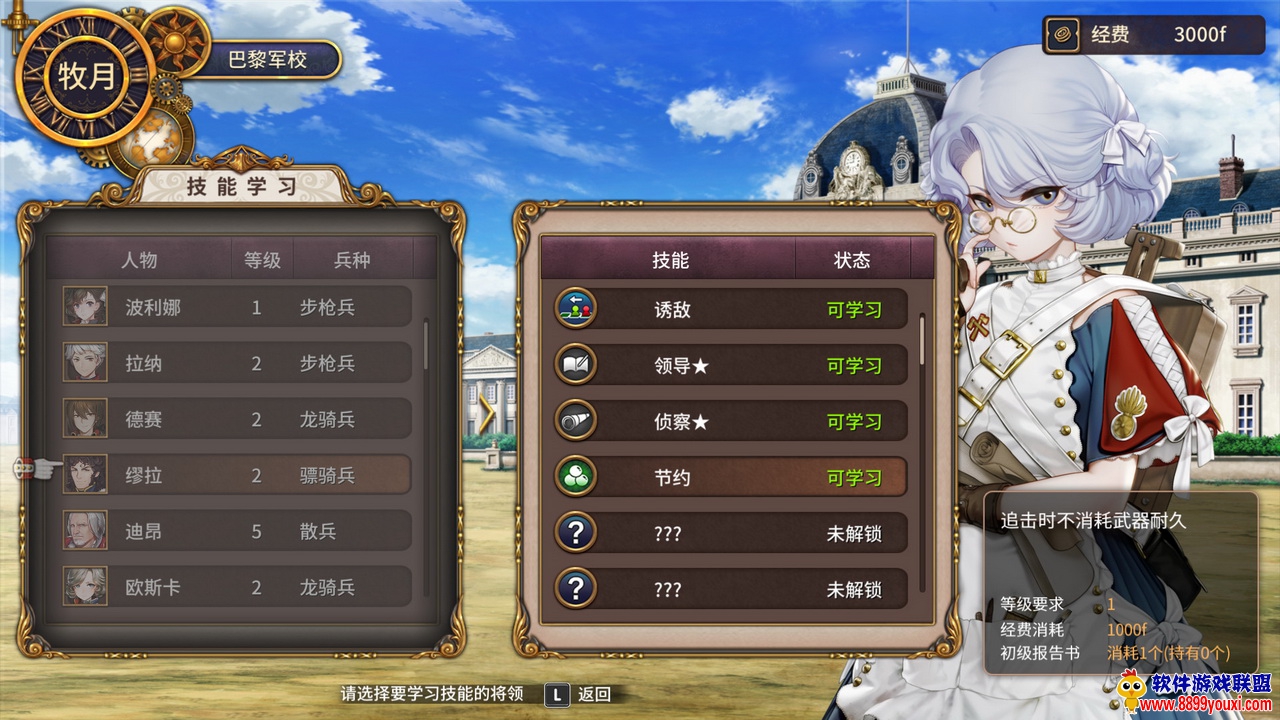 牧月
巴黎军校
经费 3000f
技能学习
人物 等级 兵种
波利娜 1 步枪兵
拉纳 2 步枪兵
德赛 2 龙骑兵
缪拉 2 骠骑兵
迪昂 5 散兵
欧斯卡 2 龙骑兵
技能 状态
诱敌 可学习
领导★ 可学习
侦察★ 可学习
节约 可学习
? ??? 未解锁
? ??? 未解锁
追击时不消耗武器耐久
等级要求 1
经费消耗 1000f
初级报告书 消耗1个(持有0个)
请选择要学习技能的将领 L 返回
软件游戏联盟
www.8899youxi.com